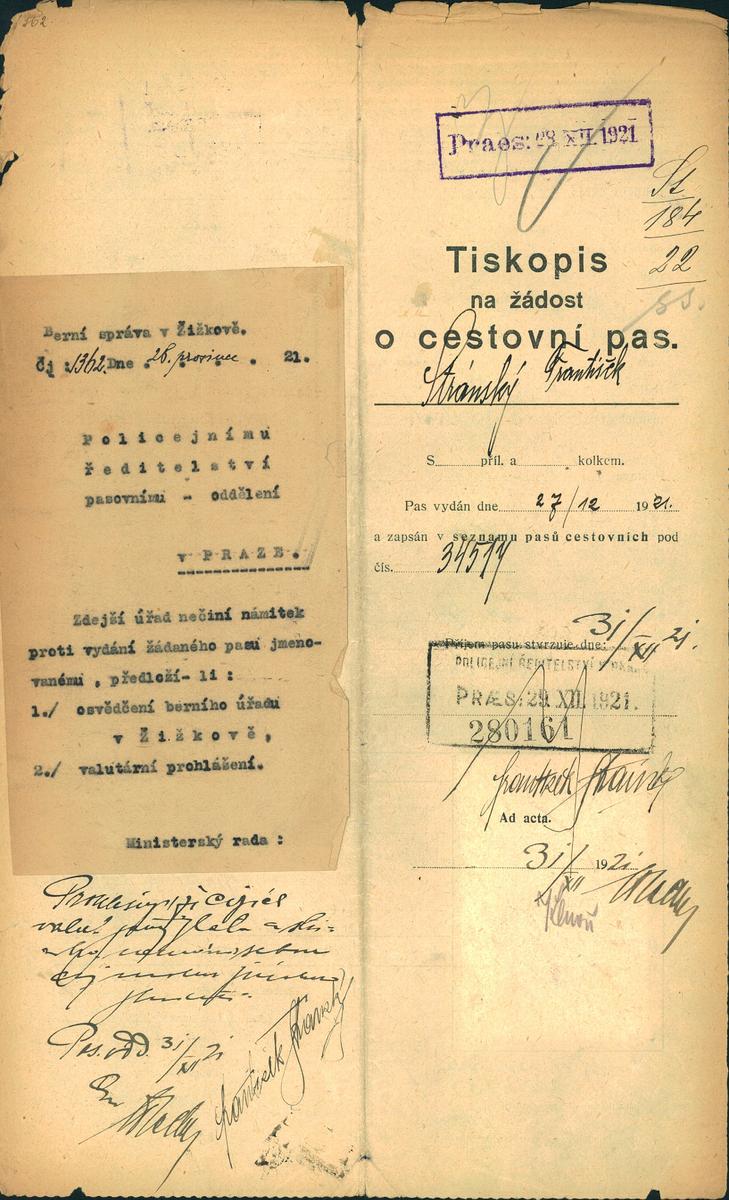 1362
Berní správa v Žižkově.
Čj :1362.Dne . 28. prosince . 21.
Policejnímu
ředitelství
pasovnímu - oddělení
v PRAZE.
Zdejší úřad nečiní námitek
proti vydání žádaného pasu jmeno-
vanému , předloží- li :
1./ osvědčení berního úřadu
v Žižkově,
2./ valutární prohlášení.
Ministerský rada :
Pas. odd. 31/XII 21
František Stránský
Praes: 28. XII. 1921
St
184
22
Tiskopis
na žádost
o cestovní pas.
Stránský František
S příl. a kolkem.
Pas vydán dne 27/12 1921.
a zapsán v seznamu pasů cestovních pod
čís. 34517
Příjem pasu stvrzuje dne: 31/XII 21.
POLICEJNÍ ŘEDITELSTVÍ V
PRÆS: 29. XII. 1921.
280161
František Stránský
Ad acta.
31/XII 1921